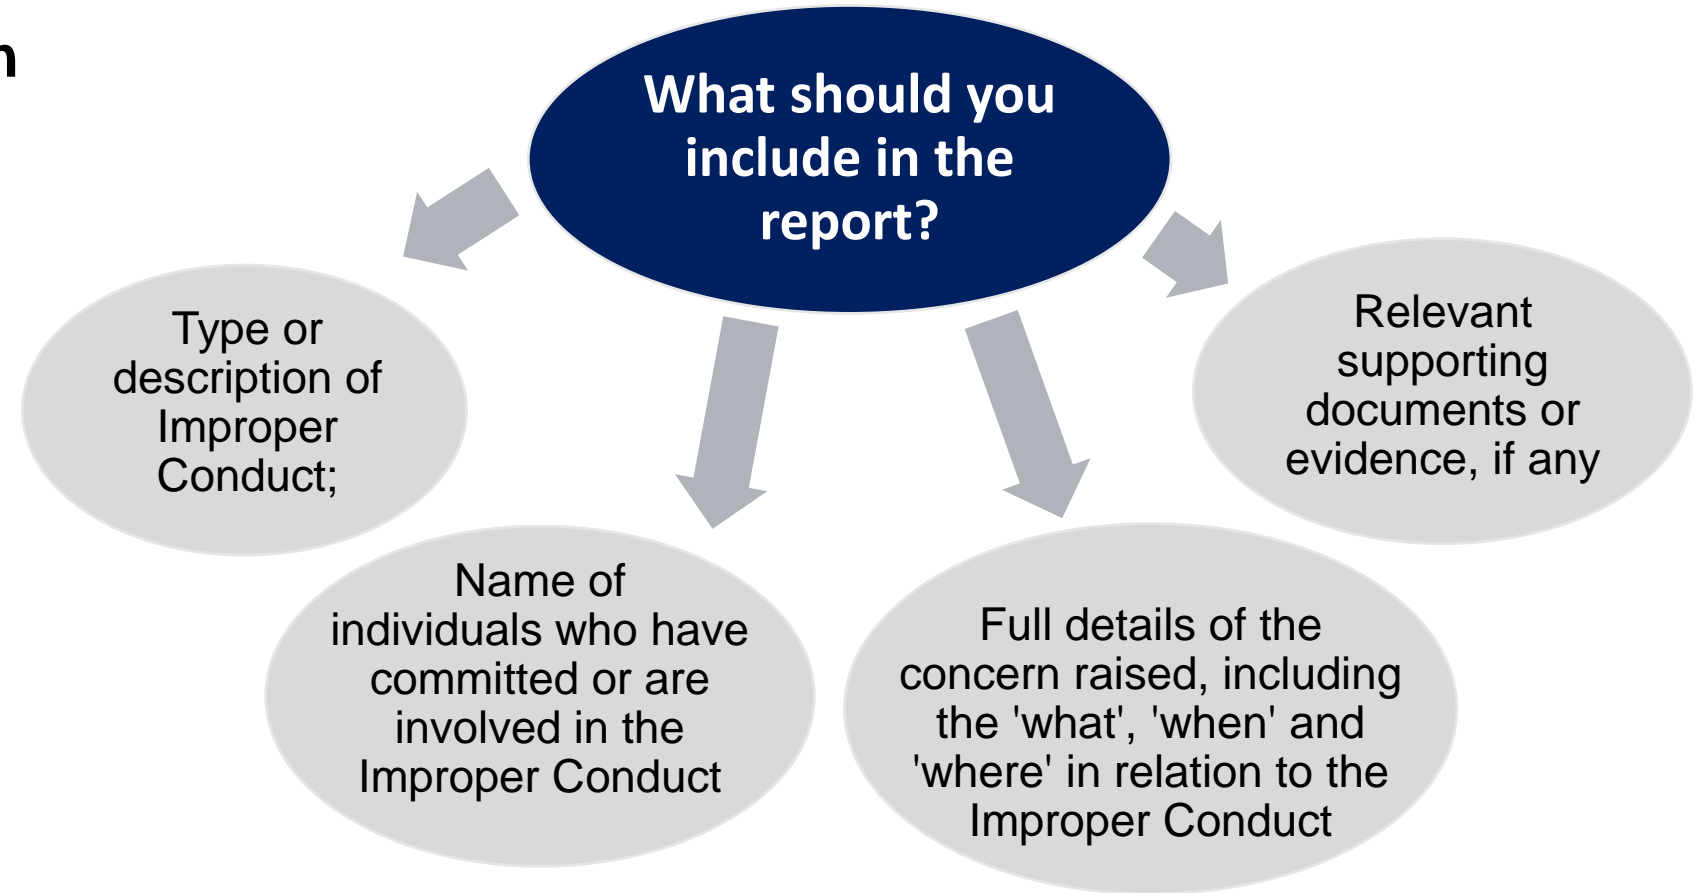 What should you
include in the
report?
Type or
description of
Improper
Conduct;
Name of
individuals who have
committed or are
involved in the
Improper Conduct
Full details of the
concern raised, including
the 'what', 'when' and
'where' in relation to the
Improper Conduct
Relevant
supporting
documents or
evidence, if any